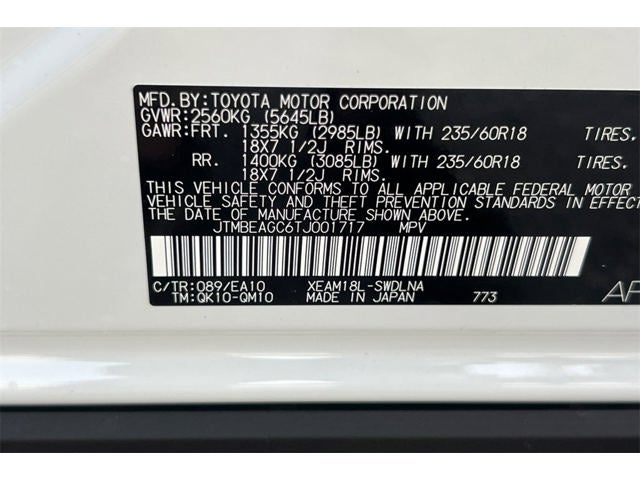 MFD.BY:TOYOTA MOTOR CORPORATION
GVWR:2560KG (5645LB)
GAWR:FRT. 1355KG (2985LB) WITH 235/60R18 TIRES.
18X7 1/2J RIMS.
RR. 1400KG (3085LB) WITH 235/60R18 TIRES.
18X7 1/2J RIMS.
THIS VEHICLE CONFORMS TO ALL APPLICABLE FEDERAL MOTOR
VEHICLE SAFETY AND THEFT PREVENTION STANDARDS IN EFFECT
THE DATE OF MANUFACTURE SHOWN ABOVE.
JTMBEAGC6TJ001717 MPV
C/TR:089/EA10 XEAM18L-SWDLNA
TM:QK10-QM10 MADE IN JAPAN 773